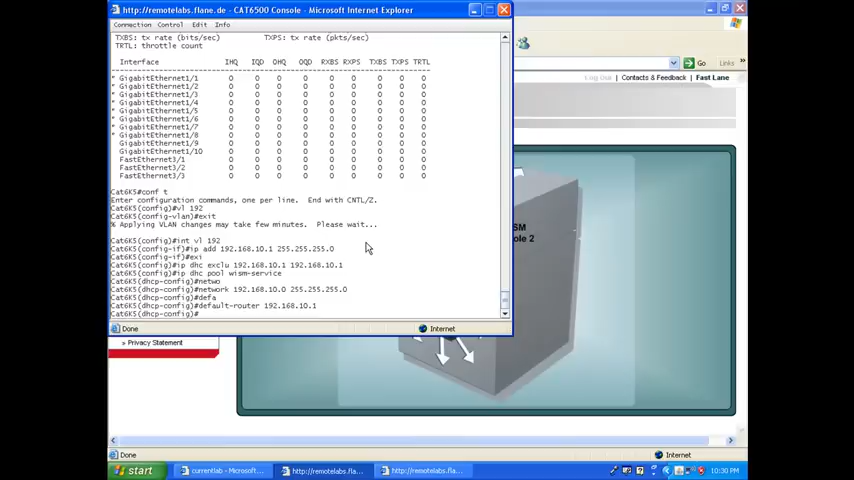 http://remotelabs.flane.de - CAT6500 Console - Microsoft Internet Explorer
Connection Control Edit Info
TXBS: tx rate (bits/sec) TXPS: tx rate (pkts/sec)
TRTL: throttle count
Interface IHQ IQD OHQ OQD RXBS RXPS TXBS TXPS TRTL
* GigabitEthernet1/1 0 0 0 0 0 0 0 0 0
* GigabitEthernet1/2 0 0 0 0 0 0 0 0 0
* GigabitEthernet1/3 0 0 0 0 0 0 0 0 0
* GigabitEthernet1/4 0 0 0 0 0 0 0 0 0
* GigabitEthernet1/5 0 0 0 0 0 0 0 0 0
* GigabitEthernet1/6 0 0 0 0 0 0 0 0 0
* GigabitEthernet1/7 0 0 0 0 0 0 0 0 0
* GigabitEthernet1/8 0 0 0 0 0 0 0 0 0
GigabitEthernet1/9 0 0 0 0 0 0 0 0 0
GigabitEthernet1/10 0 0 0 0 0 0 0 0 0
FastEthernet3/1 0 0 0 0 0 0 0 0 0
FastEthernet3/2 0 0 0 0 0 0 0 0 0
FastEthernet3/3 0 0 0 0 0 0 0 0 0
Cat6K5#conf t
Enter configuration commands, one per line. End with CNTL/Z.
Cat6K5(config)#vl 192
Cat6K5(config-vlan)#exit
% Applying VLAN changes may take few minutes. Please wait...
Cat6K5(config)#int vl 192
Cat6K5(config-if)#ip add 192.168.10.1 255.255.255.0
Cat6K5(config-if)#exi
Cat6K5(config)#ip dhc exclu 192.168.10.1 192.168.10.1
Cat6K5(config)#ip dhc pool wism-service
Cat6K5(dhcp-config)#netwo
Cat6K5(dhcp-config)#network 192.168.10.0 255.255.255.0
Cat6K5(dhcp-config)#defa
Cat6K5(dhcp-config)#default-router 192.168.10.1
Cat6K5(dhcp-config)#
Done Internet
Go Links »
Log Out | Contacts & Feedback | Fast Lane
SM
ole 2
» Privacy Statement
Done Internet
start currentlab - Microsoft... http://remotelabs.fla... http://remotelabs.fla... 10:30 PM